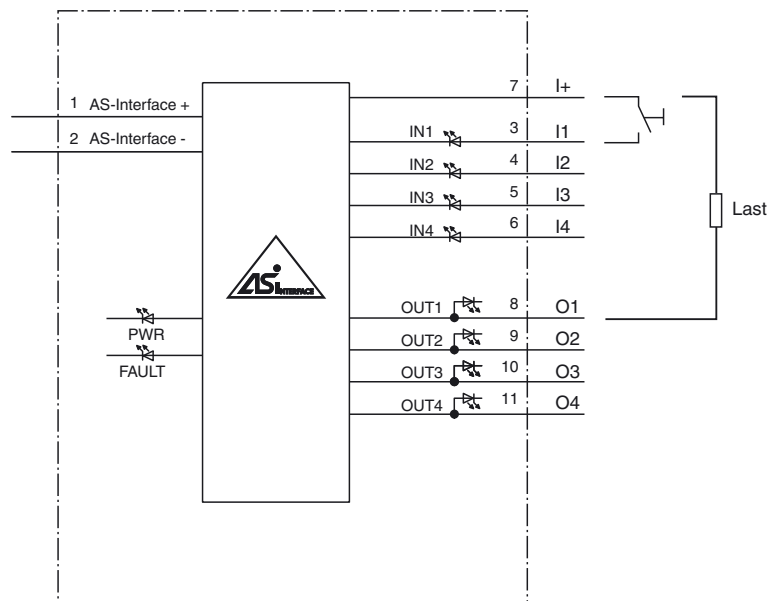 7 I+
1 AS-Interface +
IN1 3 I1
2 AS-Interface -
IN2 4 I2
IN3 5 I3
Last
IN4 6 I4
ASi INTERFACE
OUT1 8 O1
PWR
OUT2 9 O2
FAULT
OUT3 10 O3
OUT4 11 O4